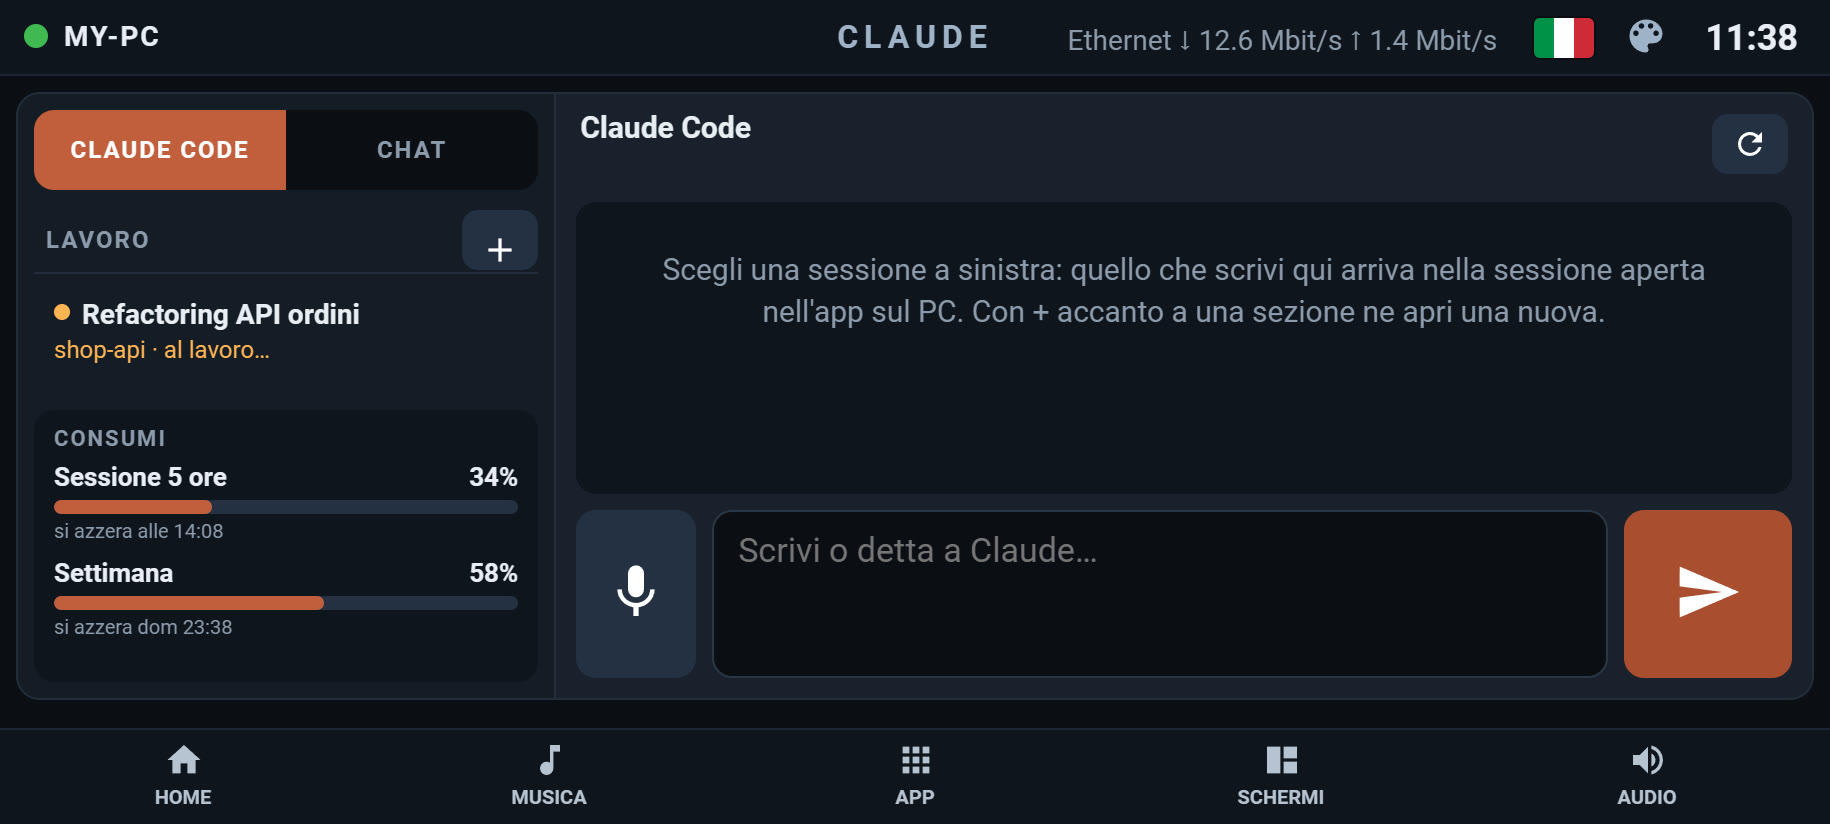 MY-PC
CLAUDE
Ethernet ↓ 12.6 Mbit/s ↑ 1.4 Mbit/s
11:38
CLAUDE CODE
CHAT
LAVORO
+
Refactoring API ordini
shop-api · al lavoro…
CONSUMI
Sessione 5 ore 34%
si azzera alle 14:08
Settimana 58%
si azzera dom 23:38
Claude Code
Scegli una sessione a sinistra: quello che scrivi qui arriva nella sessione aperta
nell'app sul PC. Con + accanto a una sezione ne apri una nuova.
Scrivi o detta a Claude…
HOME
MUSICA
APP
SCHERMI
AUDIO